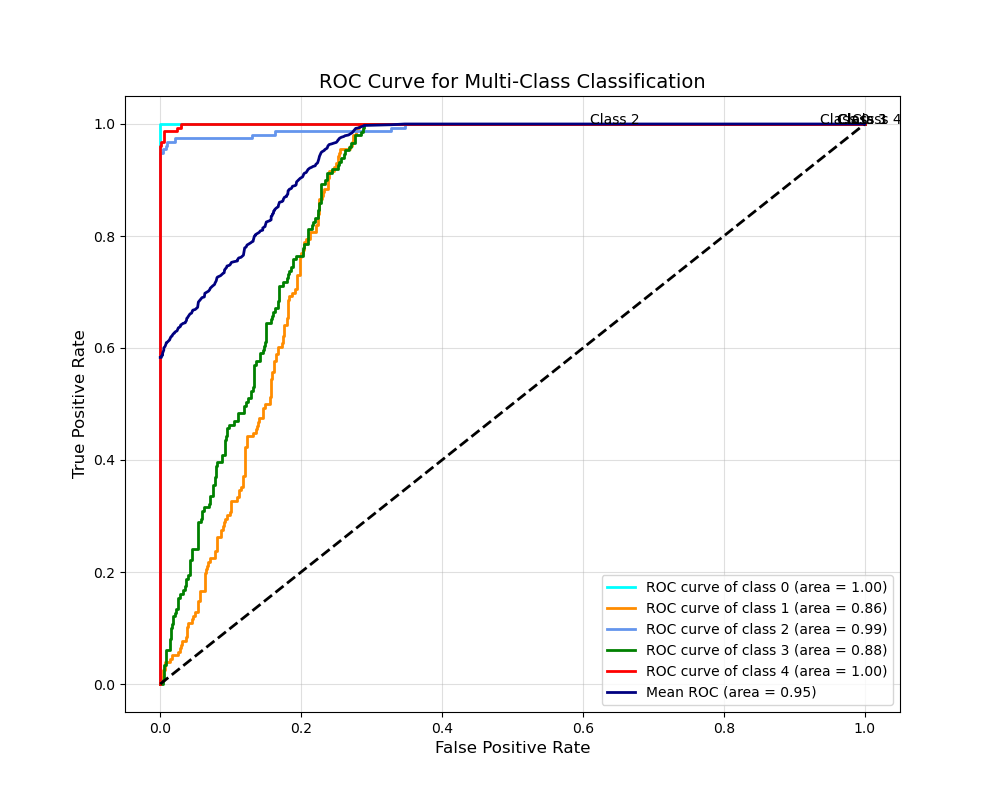 ROC Curve for Multi-Class Classification
True Positive Rate
1.0
0.8
0.6
0.4
0.2
0.0
Class 2
Class 4
ROC curve of class 0 (area = 1.00)
ROC curve of class 1 (area = 0.86)
ROC curve of class 2 (area = 0.99)
ROC curve of class 3 (area = 0.88)
ROC curve of class 4 (area = 1.00)
Mean ROC (area = 0.95)
0.0 0.2 0.4 0.6 0.8 1.0
False Positive Rate